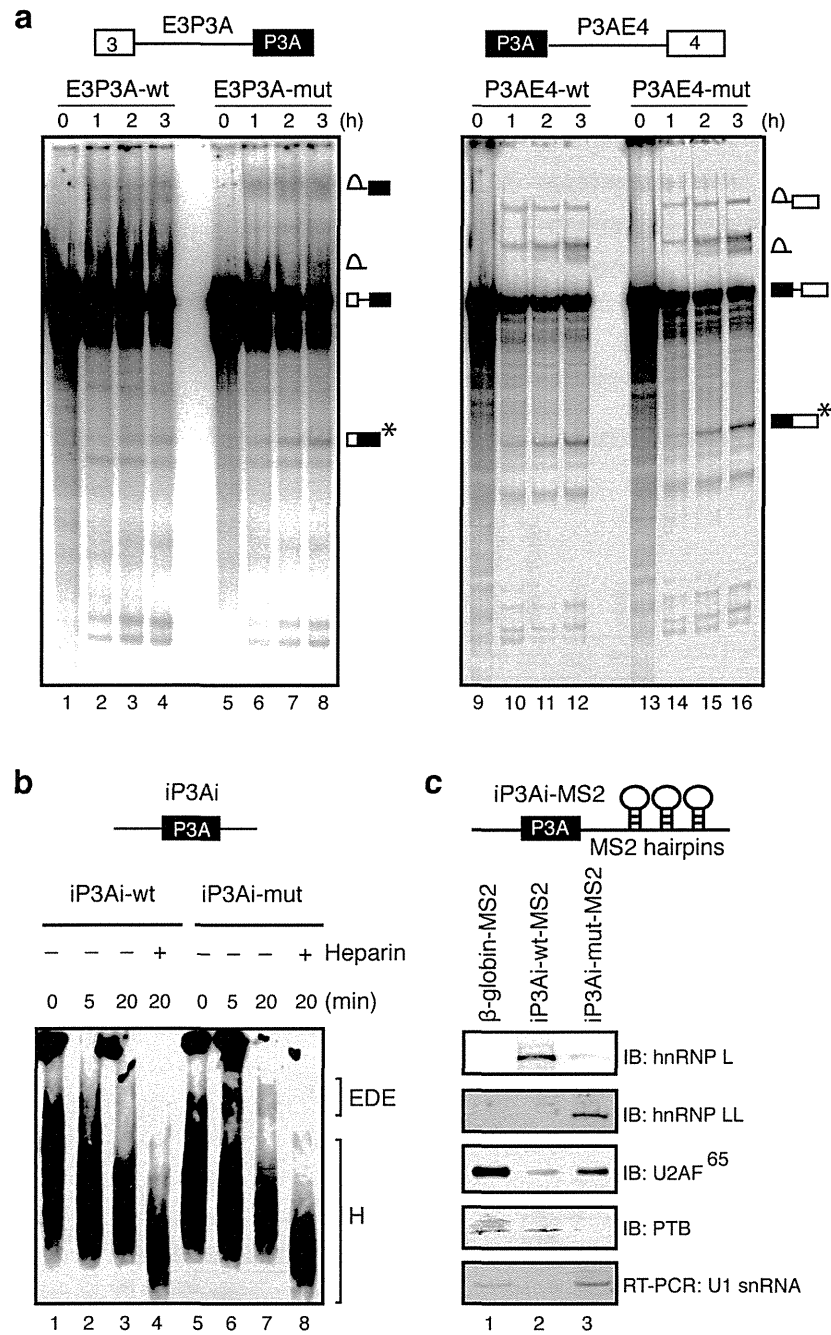 a
E3P3A
3
P3A
E3P3A-wt
E3P3A-mut
0 1 2 3 0 1 2 3 (h)
*
1 2 3 4 5 6 7 8
P3AE4
P3A
4
P3AE4-wt
P3AE4-mut
0 1 2 3 0 1 2 3 (h)
*
9 10 11 12 13 14 15 16
b
iP3Ai
P3A
iP3Ai-wt
iP3Ai-mut
− − − + − − − + Heparin
0 5 20 20 0 5 20 20 (min)
EDE
H
1 2 3 4 5 6 7 8
c
iP3Ai-MS2
P3A
MS2 hairpins
β-globin-MS2
iP3Ai-wt-MS2
iP3Ai-mut-MS2
IB: hnRNP L
IB: hnRNP LL
IB: U2AF65
IB: PTB
RT-PCR: U1 snRNA
1 2 3